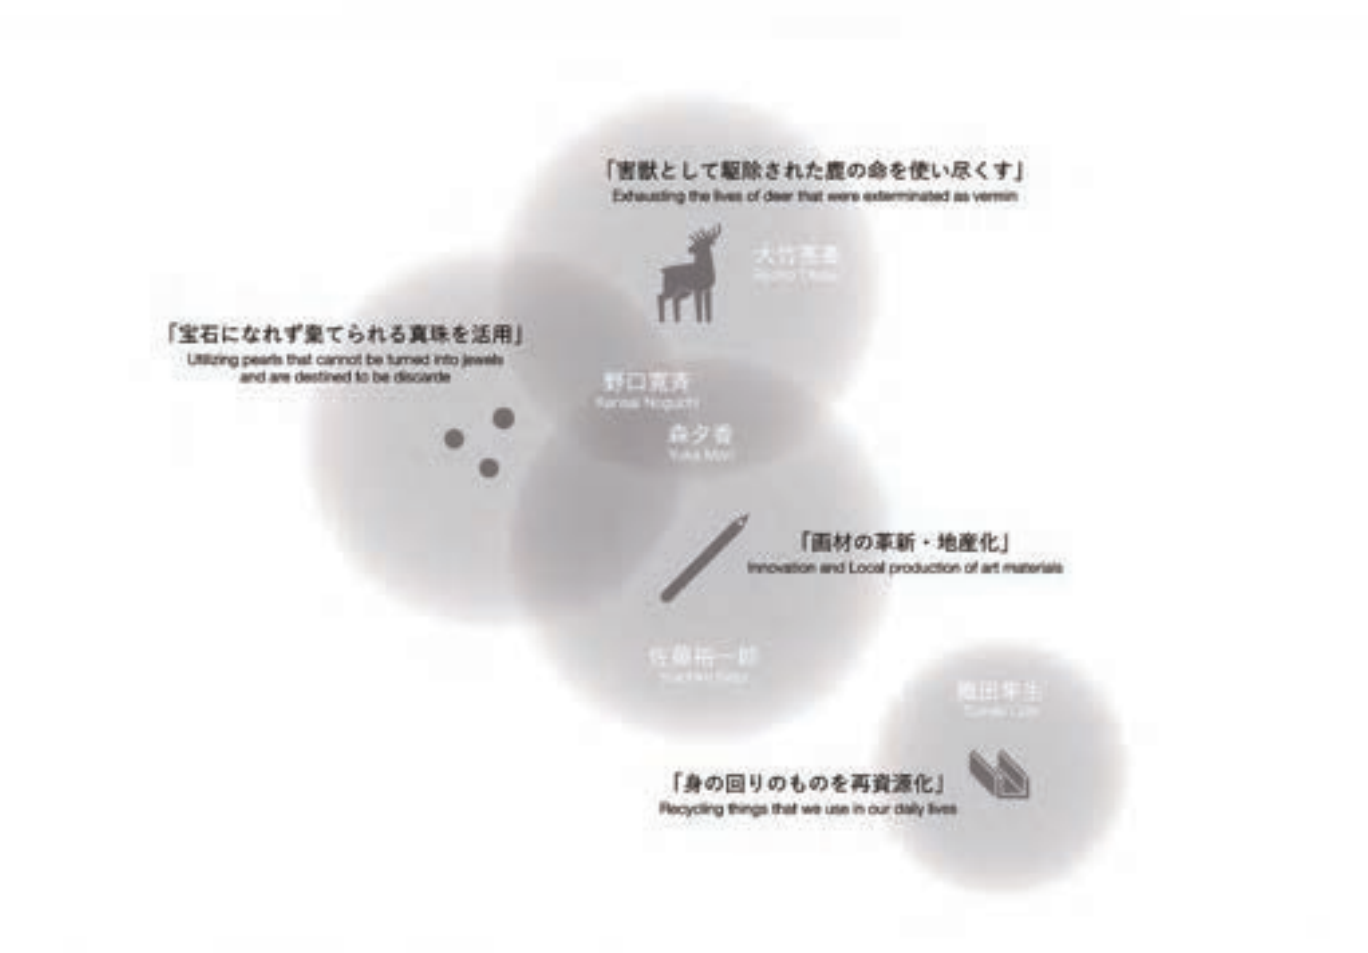 「害獣として駆除された鹿の命を使い尽くす」
Exhausting the lives of deer that were exterminated as vermin
大竹
「宝石になれず棄てられる真珠を活用」
Utilizing pearls that cannot be turned into jewels
and are destined to be discarde
野口寛斉
Kansai Noguchi
森夕香
Yuka Mori
「画材の革新・地産化」
Innovation and Local production of art materials
佐藤裕一郎
「身の回りのものを再資源化」
Recycling things that we use in our daily lives